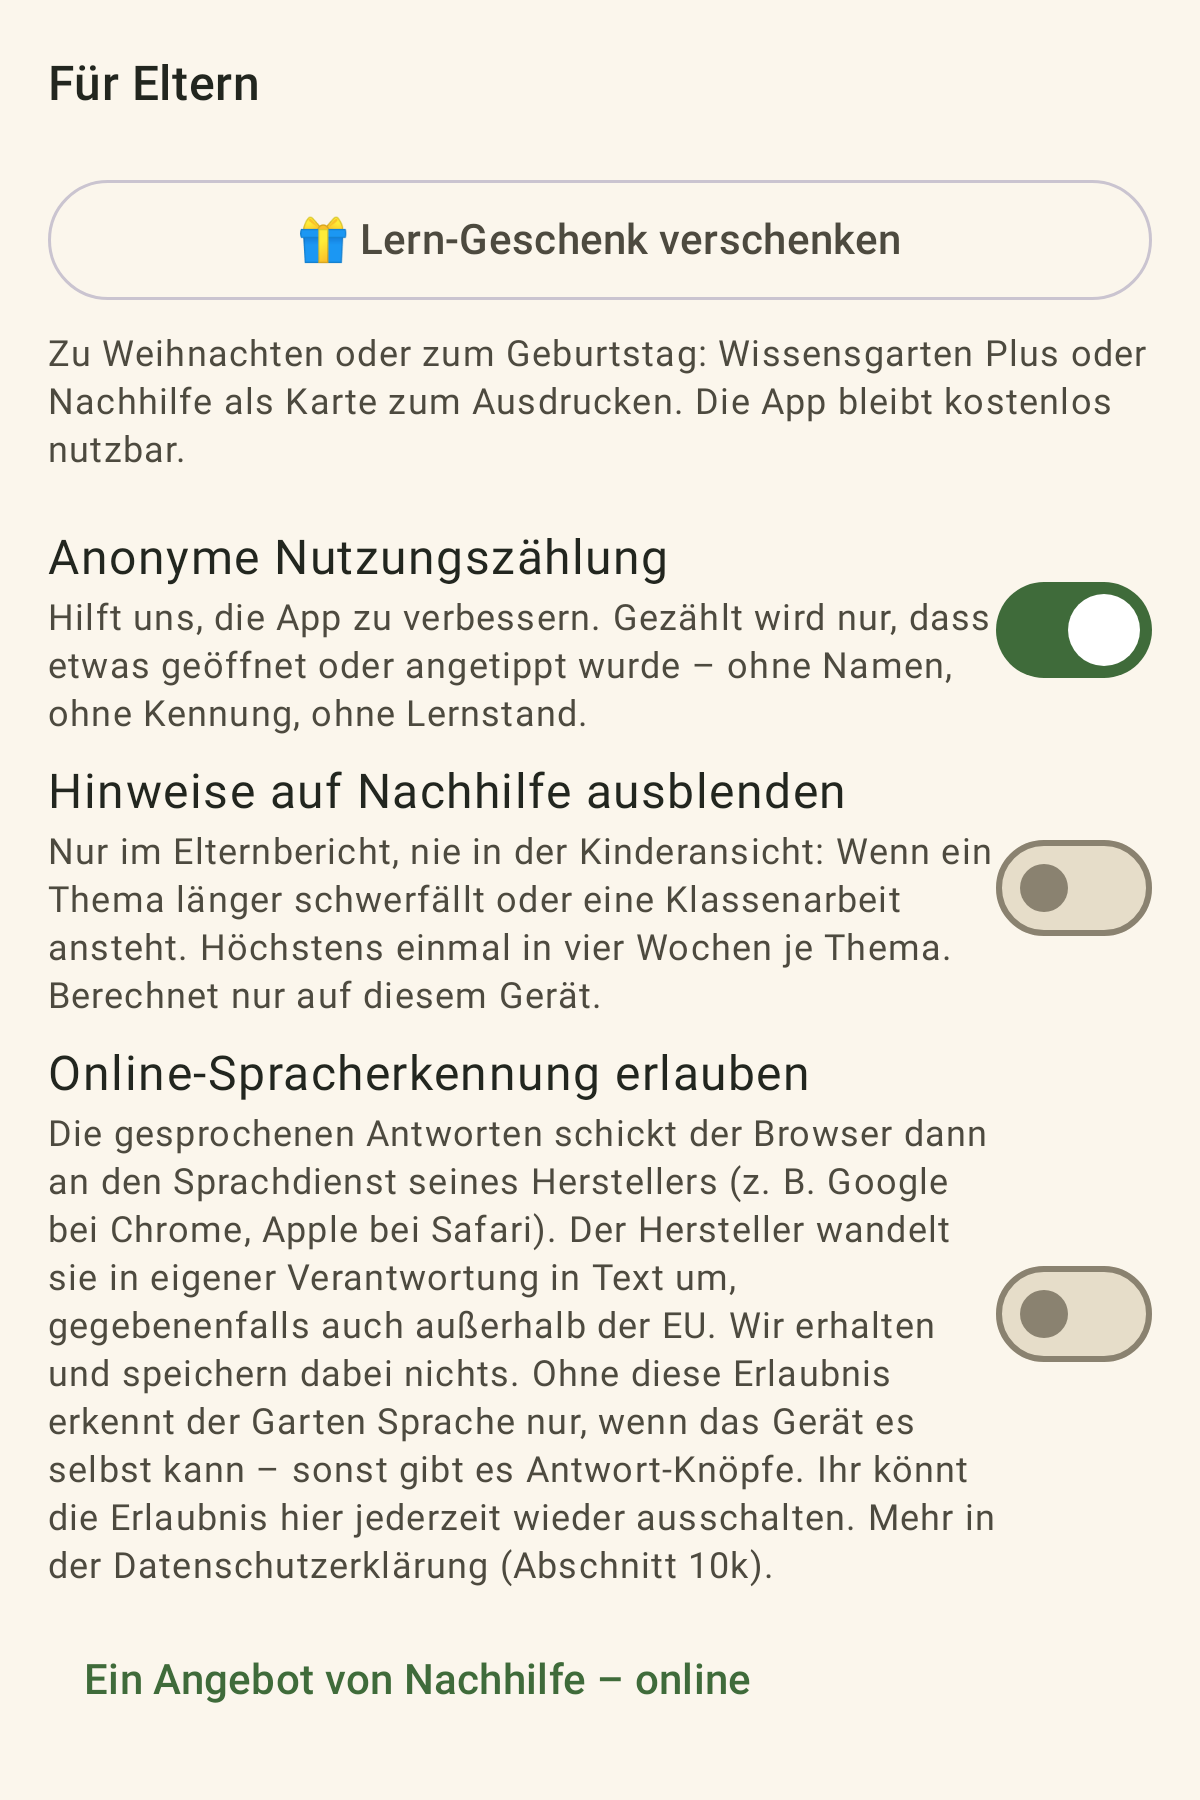 Für Eltern
🎁 Lern-Geschenk verschenken
Zu Weihnachten oder zum Geburtstag: Wissensgarten Plus oder
Nachhilfe als Karte zum Ausdrucken. Die App bleibt kostenlos
nutzbar.
Anonyme Nutzungszählung
Hilft uns, die App zu verbessern. Gezählt wird nur, dass
etwas geöffnet oder angetippt wurde – ohne Namen,
ohne Kennung, ohne Lernstand.
Hinweise auf Nachhilfe ausblenden
Nur im Elternbericht, nie in der Kinderansicht: Wenn ein
Thema länger schwerfällt oder eine Klassenarbeit
ansteht. Höchstens einmal in vier Wochen je Thema.
Berechnet nur auf diesem Gerät.
Online-Spracherkennung erlauben
Die gesprochenen Antworten schickt der Browser dann
an den Sprachdienst seines Herstellers (z. B. Google
bei Chrome, Apple bei Safari). Der Hersteller wandelt
sie in eigener Verantwortung in Text um,
gegebenenfalls auch außerhalb der EU. Wir erhalten
und speichern dabei nichts. Ohne diese Erlaubnis
erkennt der Garten Sprache nur, wenn das Gerät es
selbst kann – sonst gibt es Antwort-Knöpfe. Ihr könnt
die Erlaubnis hier jederzeit wieder ausschalten. Mehr in
der Datenschutzerklärung (Abschnitt 10k).
Ein Angebot von Nachhilfe – online